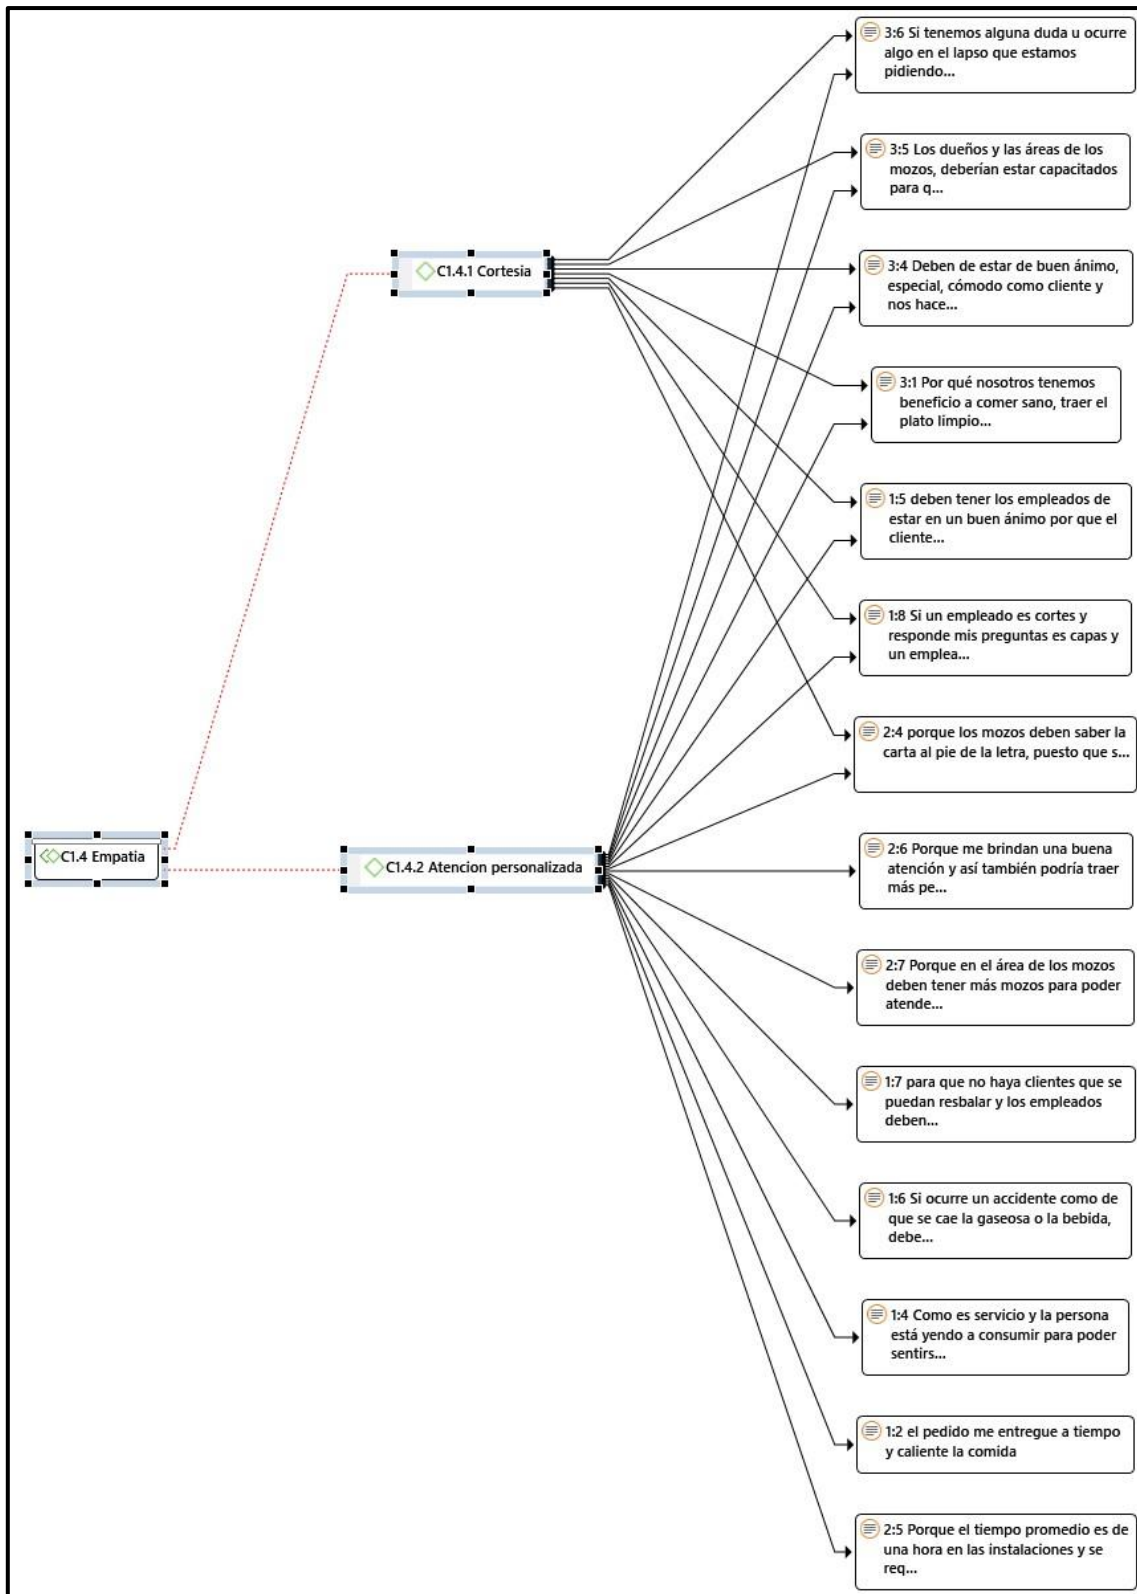 3:6 Si tenemos alguna duda u ocurre
algo en el lapso que estamos
pidiendo...
3:5 Los dueños y las áreas de los
mozos, deberían estar capacitados
para q...
3:4 Deben de estar de buen ánimo,
especial, cómodo como cliente y
nos hace...
C1.4.1 Cortesia
3:1 Por qué nosotros tenemos
beneficio a comer sano, traer el
plato limpio...
1:5 deben tener los empleados de
estar en un buen ánimo por que el
cliente...
1:8 Si un empleado es cortes y
responde mis preguntas es capas y
un emplea...
2:4 porque los mozos deben saber la
carta al pie de la letra, puesto que s...
C1.4 Empatia
C1.4.2 Atencion personalizada
2:6 Porque me brindan una buena
atención y así también podría traer
más pe...
2:7 Porque en el área de los mozos
deben tener más mozos para poder
atende...
1:7 para que no haya clientes que se
puedan resbalar y los empleados
deben...
1:6 Si ocurre un accidente como de
que se cae la gaseosa o la bebida,
debe...
1:4 Como es servicio y la persona
está yendo a consumir para poder
sentirs...
1:2 el pedido me entregue a tiempo
y caliente la comida
2:5 Porque el tiempo promedio es de
una hora en las instalaciones y se
req...